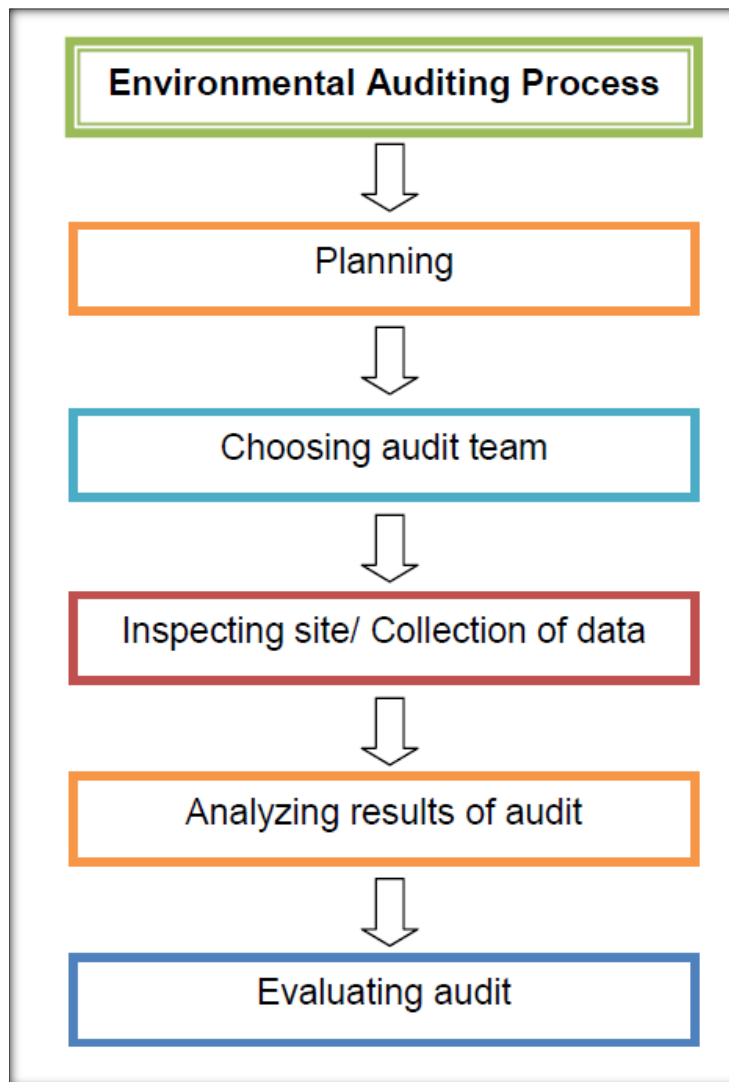 Environmental Auditing Process
Planning
Choosing audit team
Inspecting site/ Collection of data
Analyzing results of audit
Evaluating audit